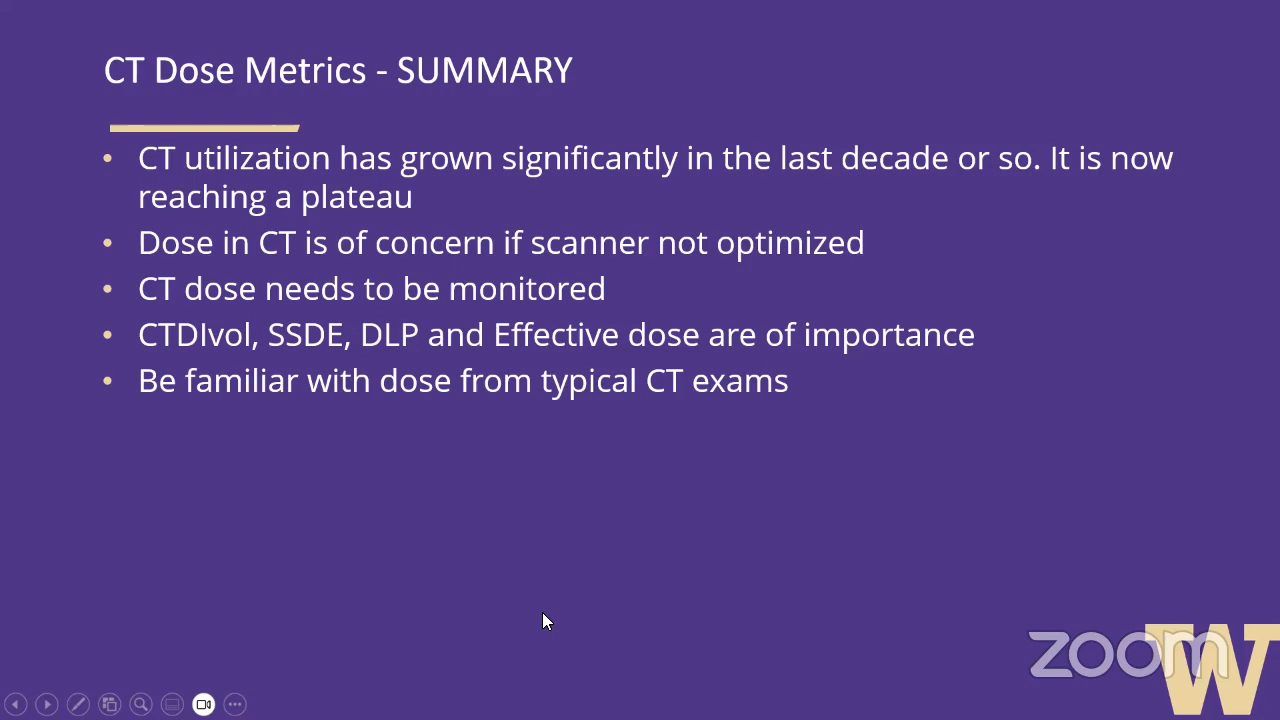 CT Dose Metrics - SUMMARY
• CT utilization has grown significantly in the last decade or so. It is now
reaching a plateau
• Dose in CT is of concern if scanner not optimized
• CT dose needs to be monitored
• CTDIvol, SSDE, DLP and Effective dose are of importance
• Be familiar with dose from typical CT exams
zoom
W